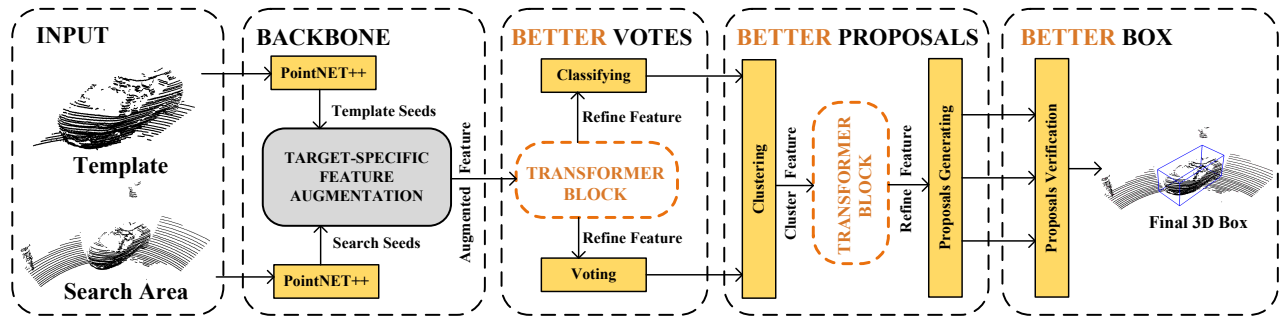 INPUT
Template
Search Area
BACKBONE
PointNET++
Template Seeds
TARGET-SPECIFIC
FEATURE
AUGMENTATION
Search Seeds
PointNET++
Augmented Feature
BETTER VOTES
Classifying
Refine Feature
TRANSFORMER
BLOCK
Refine Feature
Voting
BETTER PROPOSALS
Clustering
Cluster Feature
TRANSFORMER
BLOCK
Refine Feature
Proposals Generating
BETTER BOX
Proposals Verification
Final 3D Box